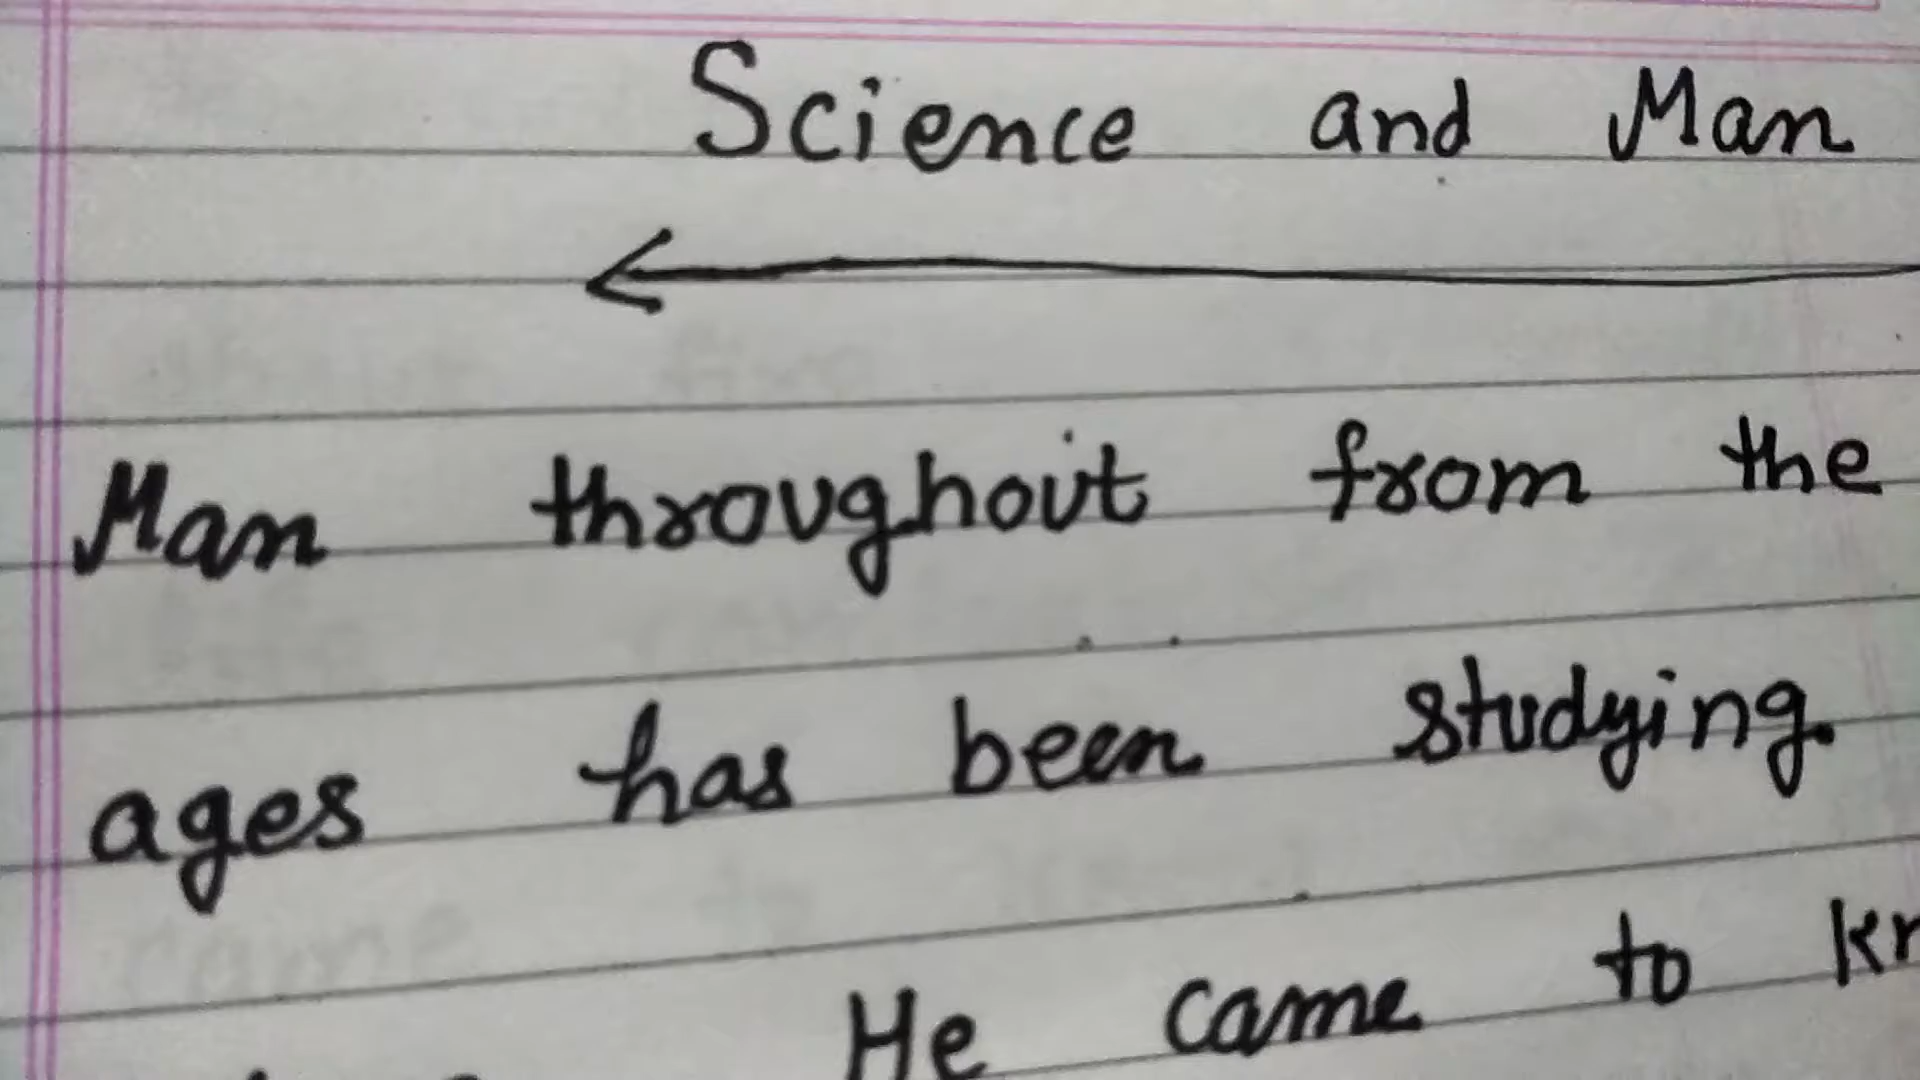 Science and Man
Man throughout from the
ages has been studying.
He came to